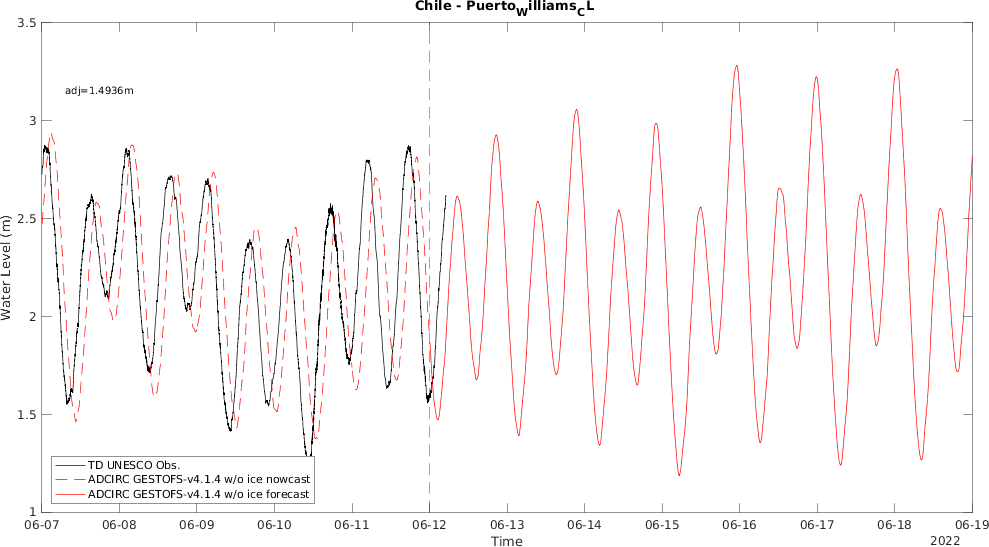 Chile - PuertoWilliamsCL
3.5
adj=1.4936m
3
2.5
2
1.5
1
Water Level (m)
TD UNESCO Obs.
ADCIRC GESTOFS-v4.1.4 w/o ice nowcast
ADCIRC GESTOFS-v4.1.4 w/o ice forecast
06-07 06-08 06-09 06-10 06-11 06-12 06-13 06-14 06-15 06-16 06-17 06-18 06-19
Time
2022